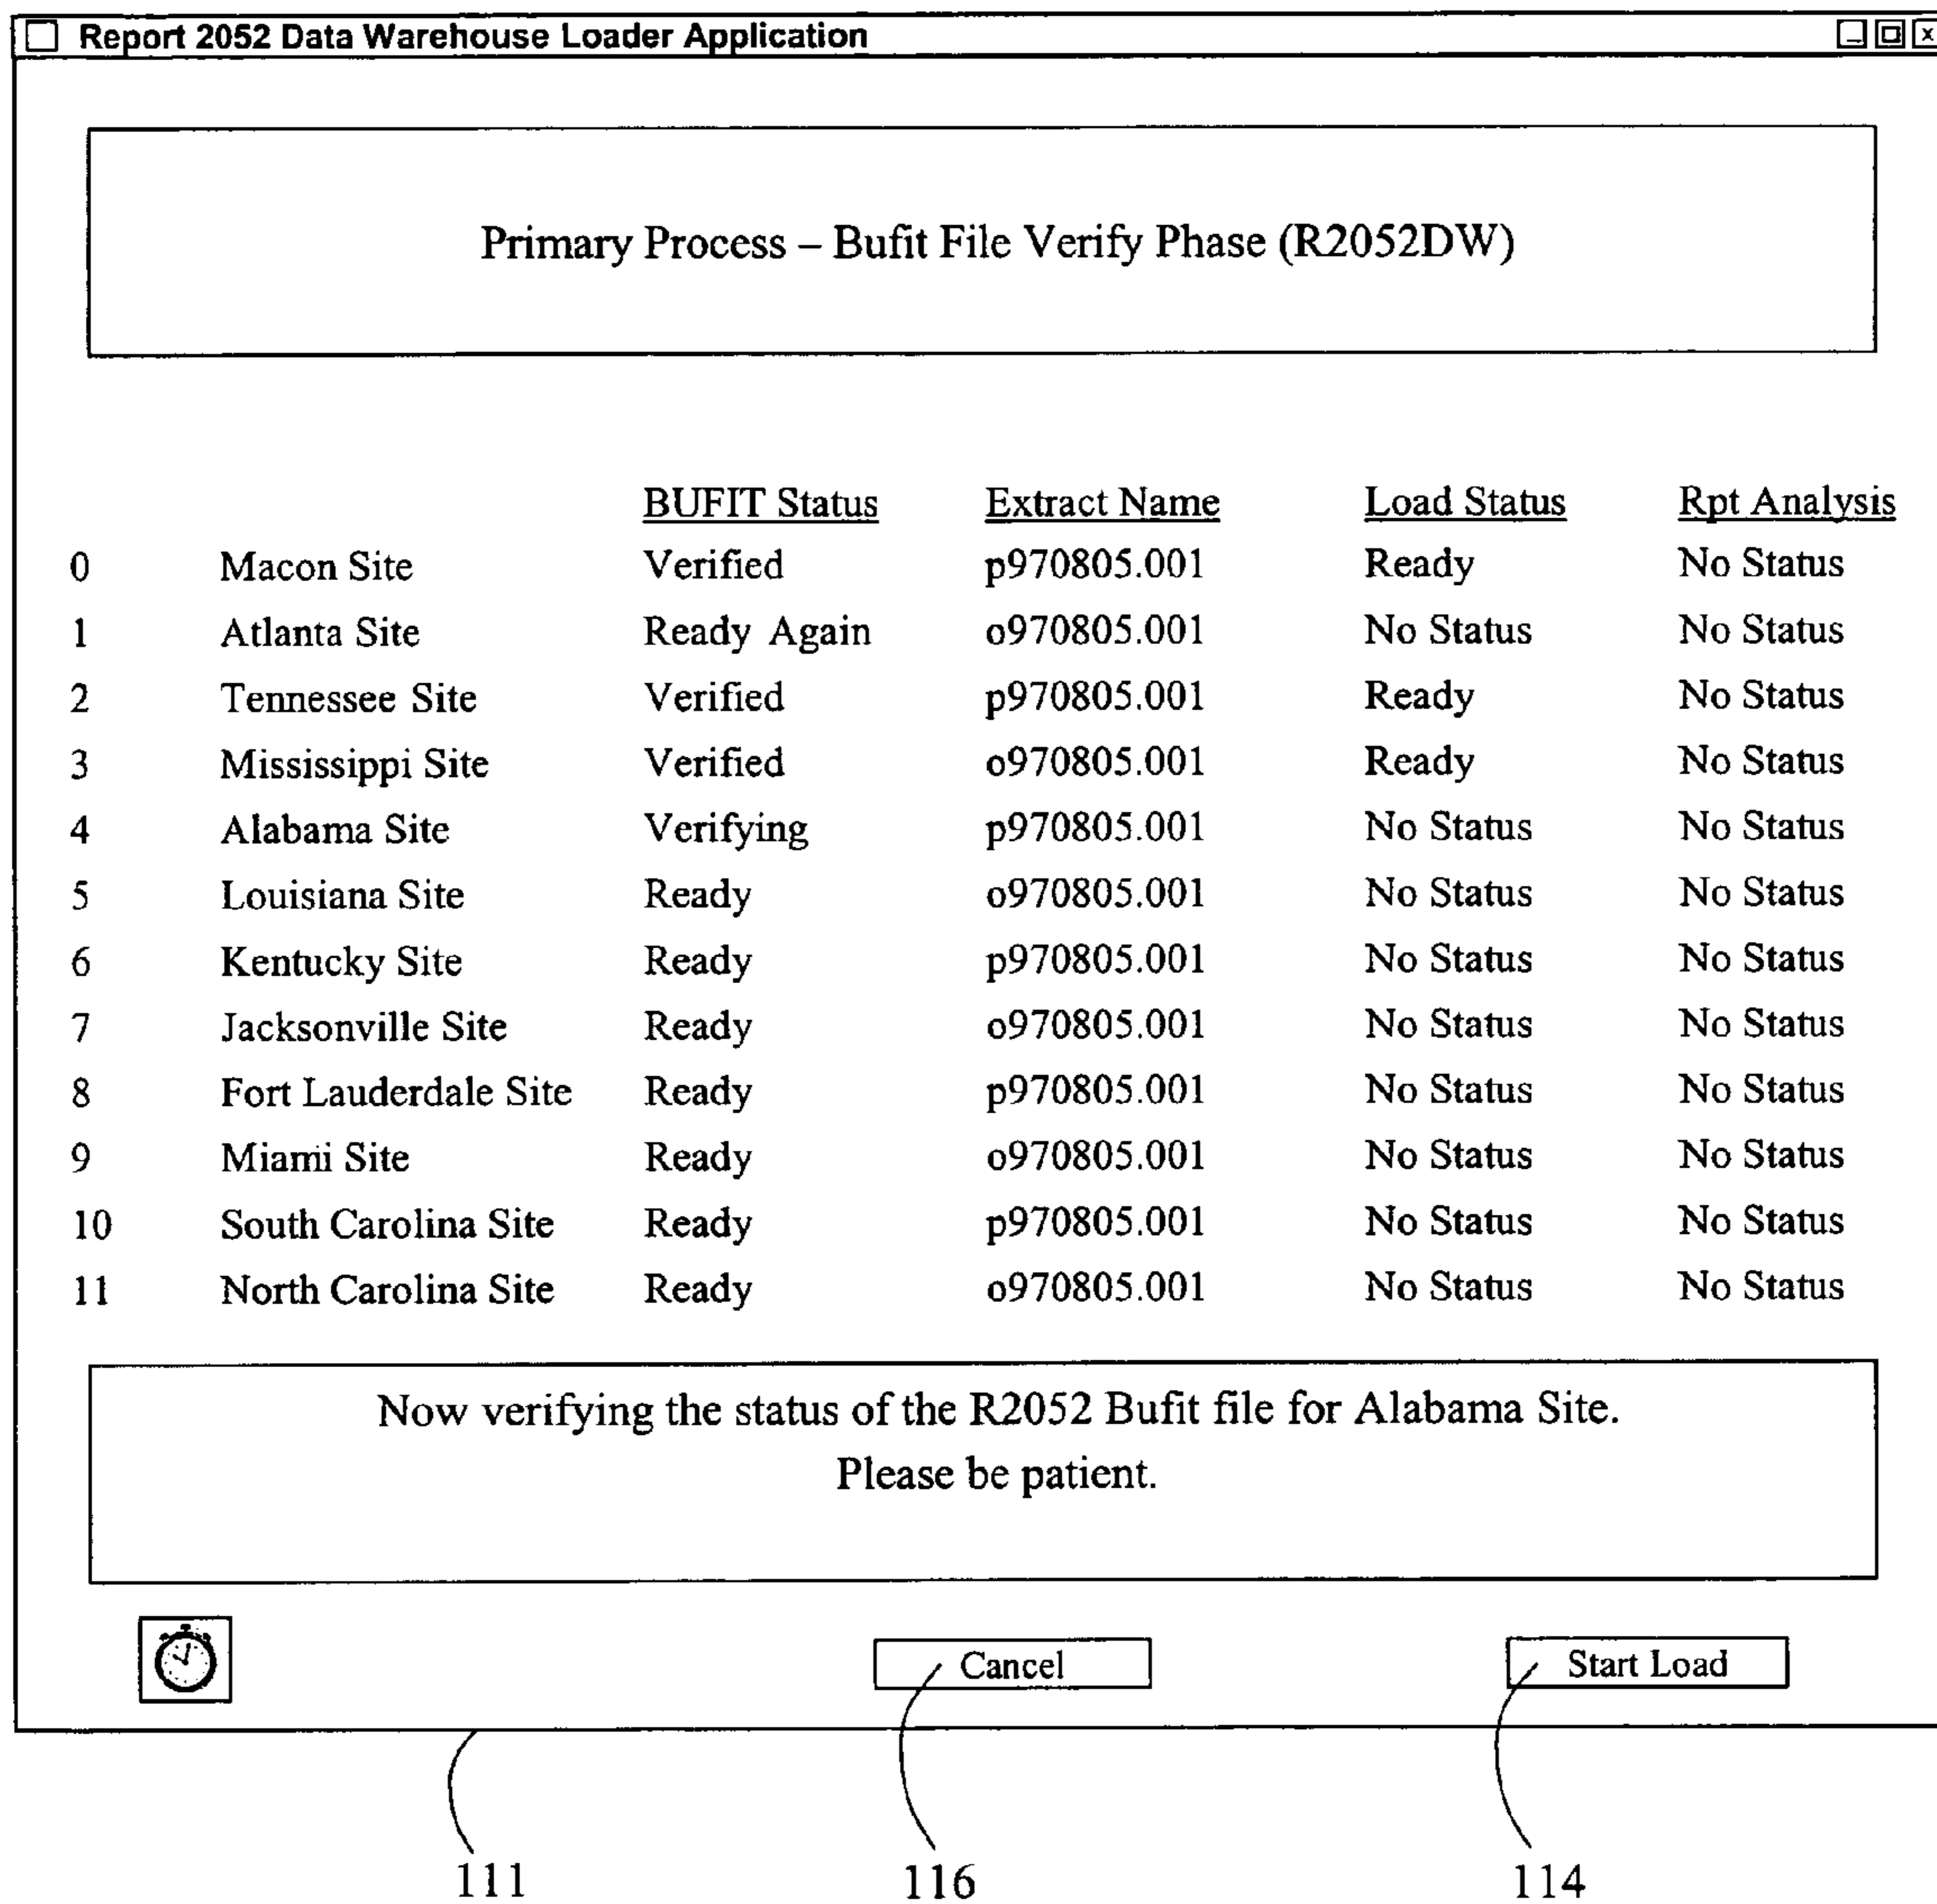 Report 2052 Data Warehouse Loader Application
Primary Process – Bufit File Verify Phase (R2052DW)
BUFIT Status Extract Name Load Status Rpt Analysis
0 Macon Site Verified p970805.001 Ready No Status
1 Atlanta Site Ready Again o970805.001 No Status No Status
2 Tennessee Site Verified p970805.001 Ready No Status
3 Mississippi Site Verified o970805.001 Ready No Status
4 Alabama Site Verifying p970805.001 No Status No Status
5 Louisiana Site Ready o970805.001 No Status No Status
6 Kentucky Site Ready p970805.001 No Status No Status
7 Jacksonville Site Ready o970805.001 No Status No Status
8 Fort Lauderdale Site Ready p970805.001 No Status No Status
9 Miami Site Ready o970805.001 No Status No Status
10 South Carolina Site Ready p970805.001 No Status No Status
11 North Carolina Site Ready o970805.001 No Status No Status
Now verifying the status of the R2052 Bufit file for Alabama Site.
Please be patient.
Cancel Start Load
111 116 114